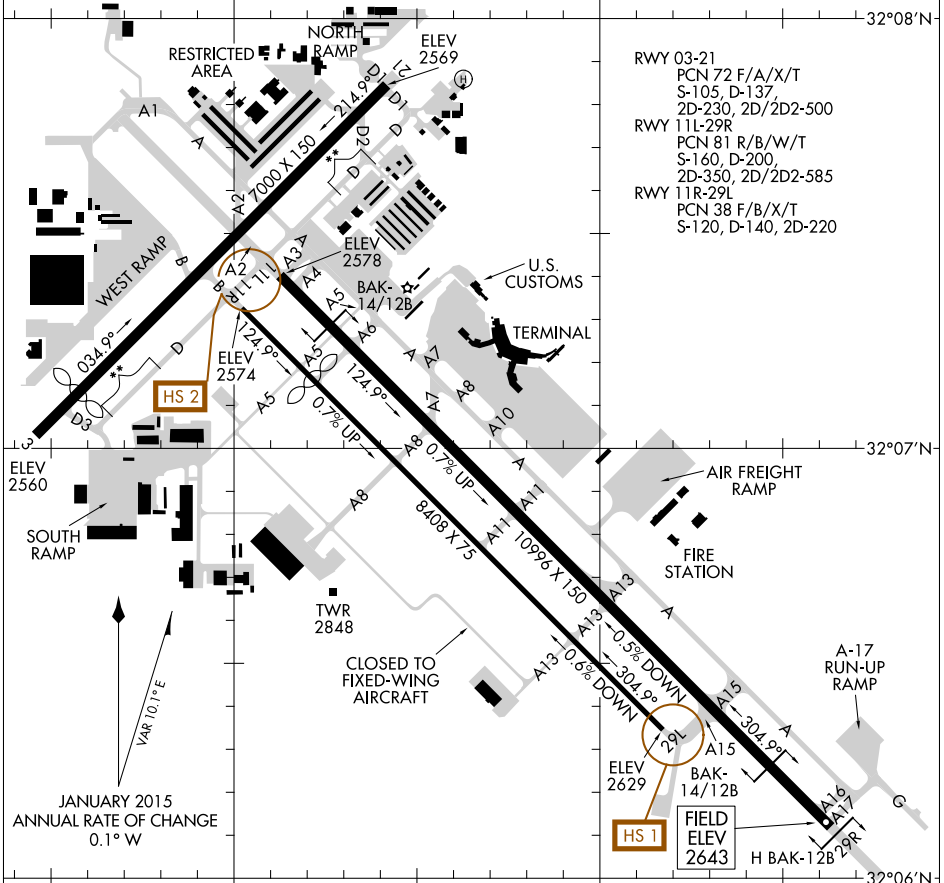 32°08'N
NORTH
RAMP
RESTRICTED
AREA
ELEV
2569
21
D
H
D1
D2
D
D
A1
A
214.9°
7000 X 150
**
A2
RWY 03-21
PCN 72 F/A/X/T
S-105, D-137,
2D-230, 2D/2D2-500
RWY 11L-29R
PCN 81 R/B/W/T
S-160, D-200,
2D-350, 2D/2D2-585
RWY 11R-29L
PCN 38 F/B/X/T
S-120, D-140, 2D-220
WEST RAMP
B
B
A2
11L
11R
A3
A
A4
ELEV
2578
BAK-
14/12B
U.S.
CUSTOMS
TERMINAL
034.9°
D
**
D3
3
ELEV
2560
HS 2
ELEV
2574
124.9°
A5
A5
A5
A6
124.9°
A
A7
A7
A8
A10
0.7% UP
0.7% UP
A8
A8
A
A11
A11
8408 X 75
10996 X 150
32°07'N
AIR FREIGHT
RAMP
FIRE
STATION
SOUTH
RAMP
TWR
2848
CLOSED TO
FIXED-WING
AIRCRAFT
A13
A13
A13
A
0.6% DOWN
304.9°
0.5% DOWN
A15
304.9°
A
A-17
RUN-UP
RAMP
29L
A15
ELEV
2629
BAK-
14/12B
HS 1
FIELD
ELEV
2643
A16
A17
G
29R
H BAK-12B
VAR 10.1° E
JANUARY 2015
ANNUAL RATE OF CHANGE
0.1° W
32°06'N